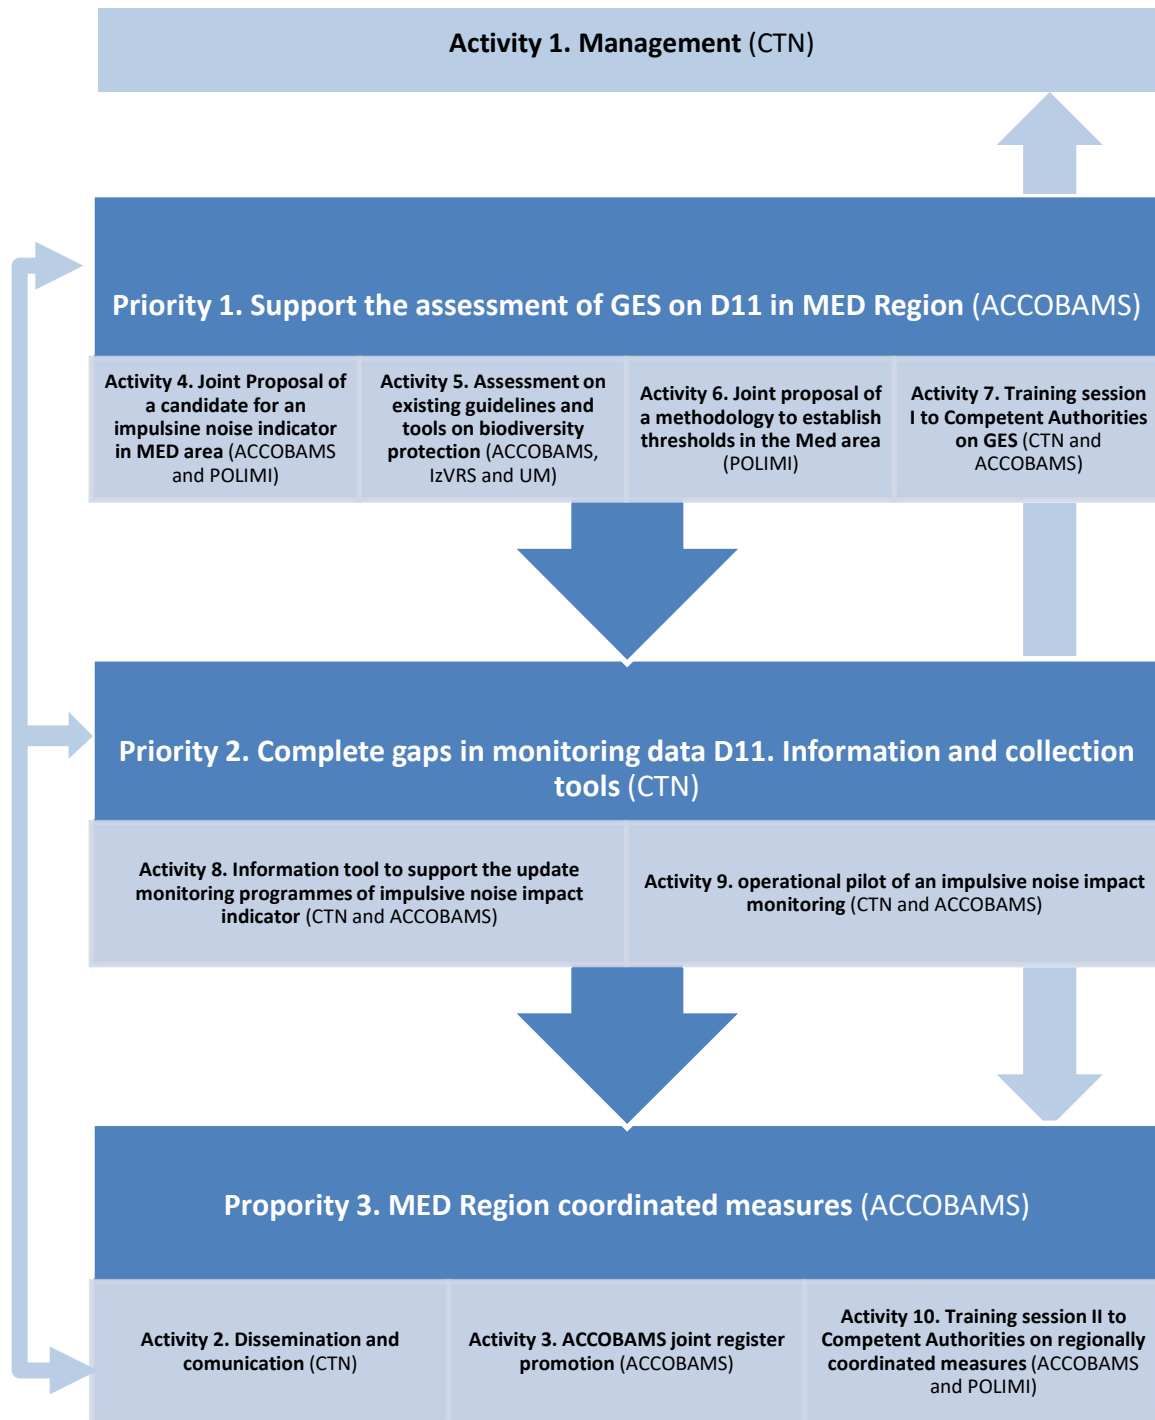 Activity 1. Management (CTN)
Priority 1. Support the assessment of GES on D11 in MED Region (ACCOBAMS)
Activity 4. Joint Proposal of
a candidate for an
impulsine noise indicator
in MED area (ACCOBAMS
and POLIMI)
Activity 5. Assessment on
existing guidelines and
tools on biodiversity
protection (ACCOBAMS,
IzVRS and UM)
Activity 6. Joint proposal of
a methodology to establish
thresholds in the Med area
(POLIMI)
Activity 7. Training session
I to Competent Authorities
on GES (CTN and
ACCOBAMS)
Priority 2. Complete gaps in monitoring data D11. Information and collection
tools (CTN)
Activity 8. Information tool to support the update
monitoring programmes of impulsive noise impact
indicator (CTN and ACCOBAMS)
Activity 9. operational pilot of an impulsive noise impact
monitoring (CTN and ACCOBAMS)
Propority 3. MED Region coordinated measures (ACCOBAMS)
Activity 2. Dissemination and
comunication (CTN)
Activity 3. ACCOBAMS joint register
promotion (ACCOBAMS)
Activity 10. Training session II to
Competent Authorities on regionally
coordinated measures (ACCOBAMS
and POLIMI)